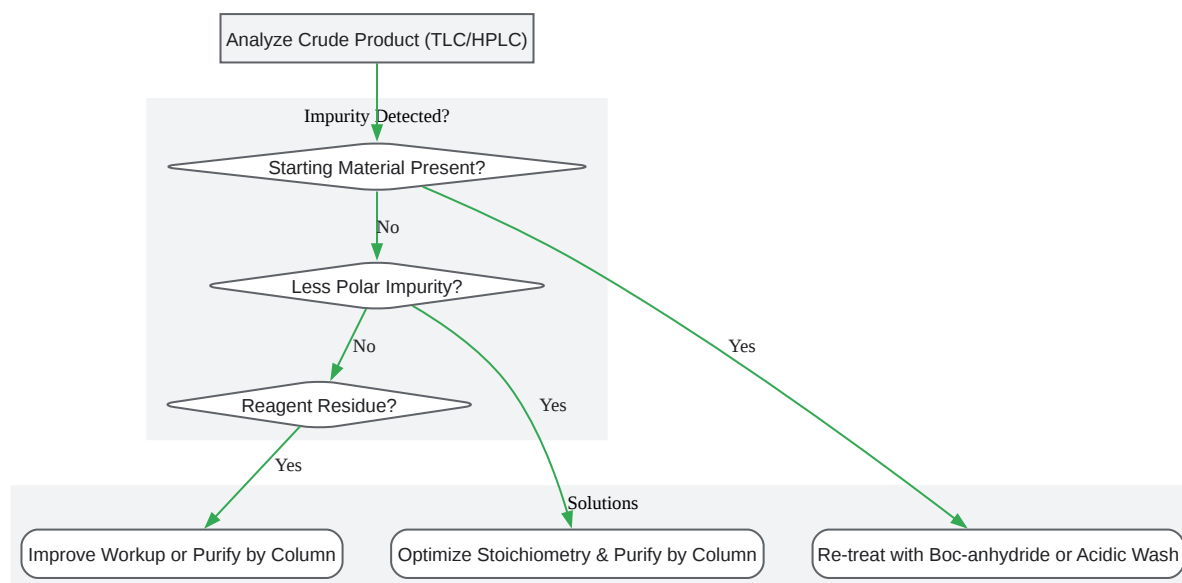 Analyze Crude Product (TLC/HPLC)
Impurity Detected?
Starting Material Present?
No
Less Polar Impurity?
No
Yes
Reagent Residue?
Yes
Yes
Solutions
Improve Workup or Purify by Column
Optimize Stoichiometry & Purify by Column
Re-treat with Boc-anhydride or Acidic Wash